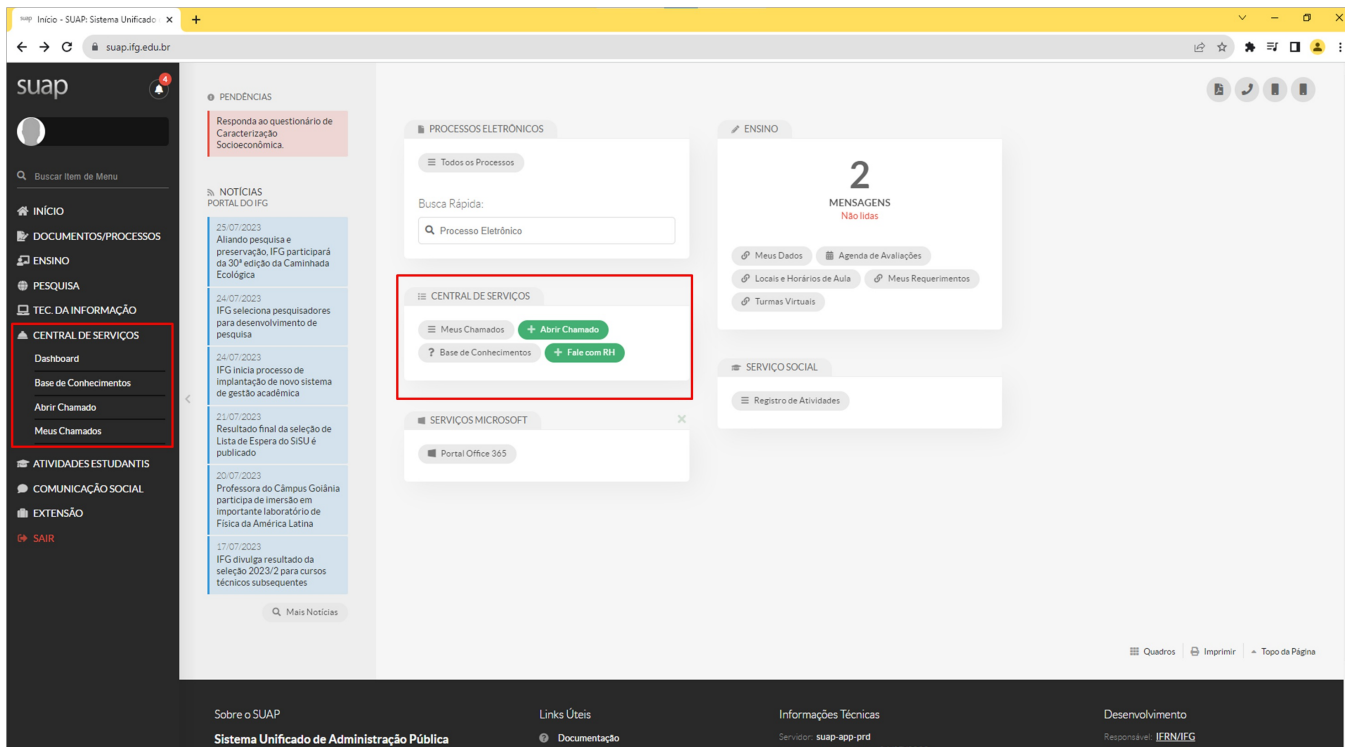 suap Início - SUAP: Sistema Unificado
suap.ifg.edu.br
suap
4
Buscar Item de Menu
INÍCIO
DOCUMENTOS/PROCESSOS
ENSINO
PESQUISA
TEC. DA INFORMAÇÃO
CENTRAL DE SERVIÇOS
Dashboard
Base de Conhecimentos
Abrir Chamado
Meus Chamados
ATIVIDADES ESTUDANTIS
COMUNICAÇÃO SOCIAL
EXTENSÃO
SAIR
PENDÊNCIAS
Responda ao questionário de
Caracterização
Socioeconômica.
NOTÍCIAS
PORTAL DO IFG
25/07/2023
Aliando pesquisa e
preservação, IFG participará
da 30ª edição da Caminhada
Ecológica
24/07/2023
IFG seleciona pesquisadores
para desenvolvimento de
pesquisa
24/07/2023
IFG inicia processo de
implantação de novo sistema
de gestão acadêmica
21/07/2023
Resultado final da seleção de
Lista de Espera do SiSU é
publicado
20/07/2023
Professora do Câmpus Goiânia
participa de imersão em
importante laboratório de
Física da América Latina
17/07/2023
IFG divulga resultado da
seleção 2023/2 para cursos
técnicos subsequentes
Mais Notícias
PROCESSOS ELETRÔNICOS
Todos os Processos
Busca Rápida:
Processo Eletrônico
CENTRAL DE SERVIÇOS
Meus Chamados + Abrir Chamado
? Base de Conhecimentos + Fale com RH
SERVIÇOS MICROSOFT
Portal Office 365
ENSINO
2
MENSAGENS
Não lidas
Meus Dados Agenda de Avaliações
Locais e Horários de Aula Meus Requerimentos
Turmas Virtuais
SERVIÇO SOCIAL
Registro de Atividades
Quadros Imprimir Topo da Página
Sobre o SUAP
Sistema Unificado de Administração Pública
Links Úteis
Documentação
Informações Técnicas
Servidor: suap-app-prd
Desenvolvimento
Responsável: IFRN/IFG